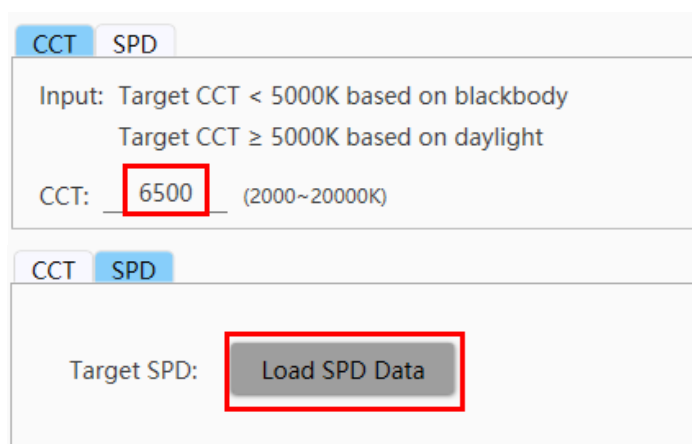 CCT SPD
Input: Target CCT < 5000K based on blackbody
Target CCT ≥ 5000K based on daylight
CCT: 6500 (2000~20000K)
CCT SPD
Target SPD: Load SPD Data